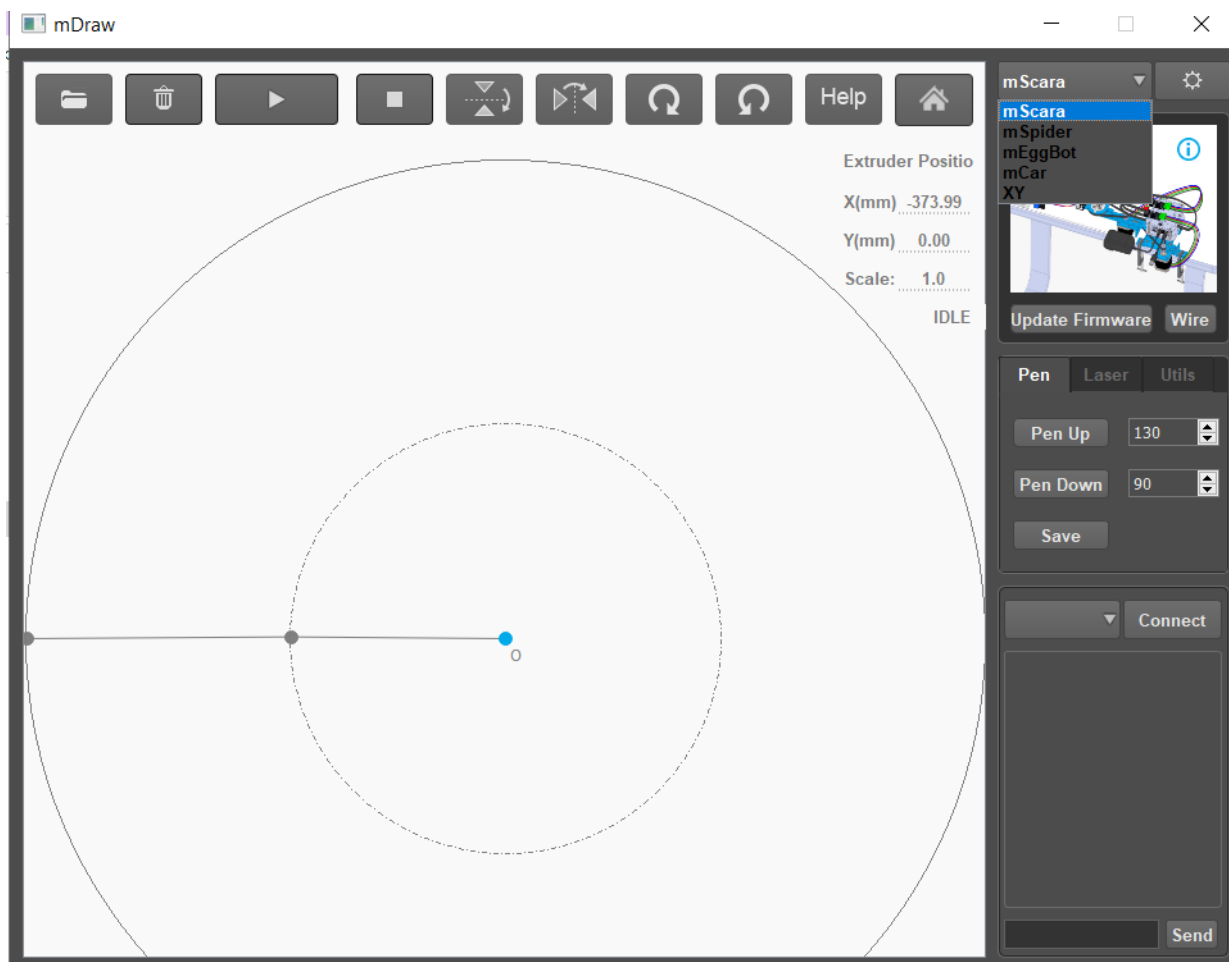 mDraw
Help
mScara
mScara
mSpider
mEggBot
mCar
XY
Extruder Positio
X(mm) -373.99
Y(mm) 0.00
Scale: 1.0
IDLE
Update Firmware Wire
Pen Laser Utils
Pen Up 130
Pen Down 90
Save
O
Connect
Send